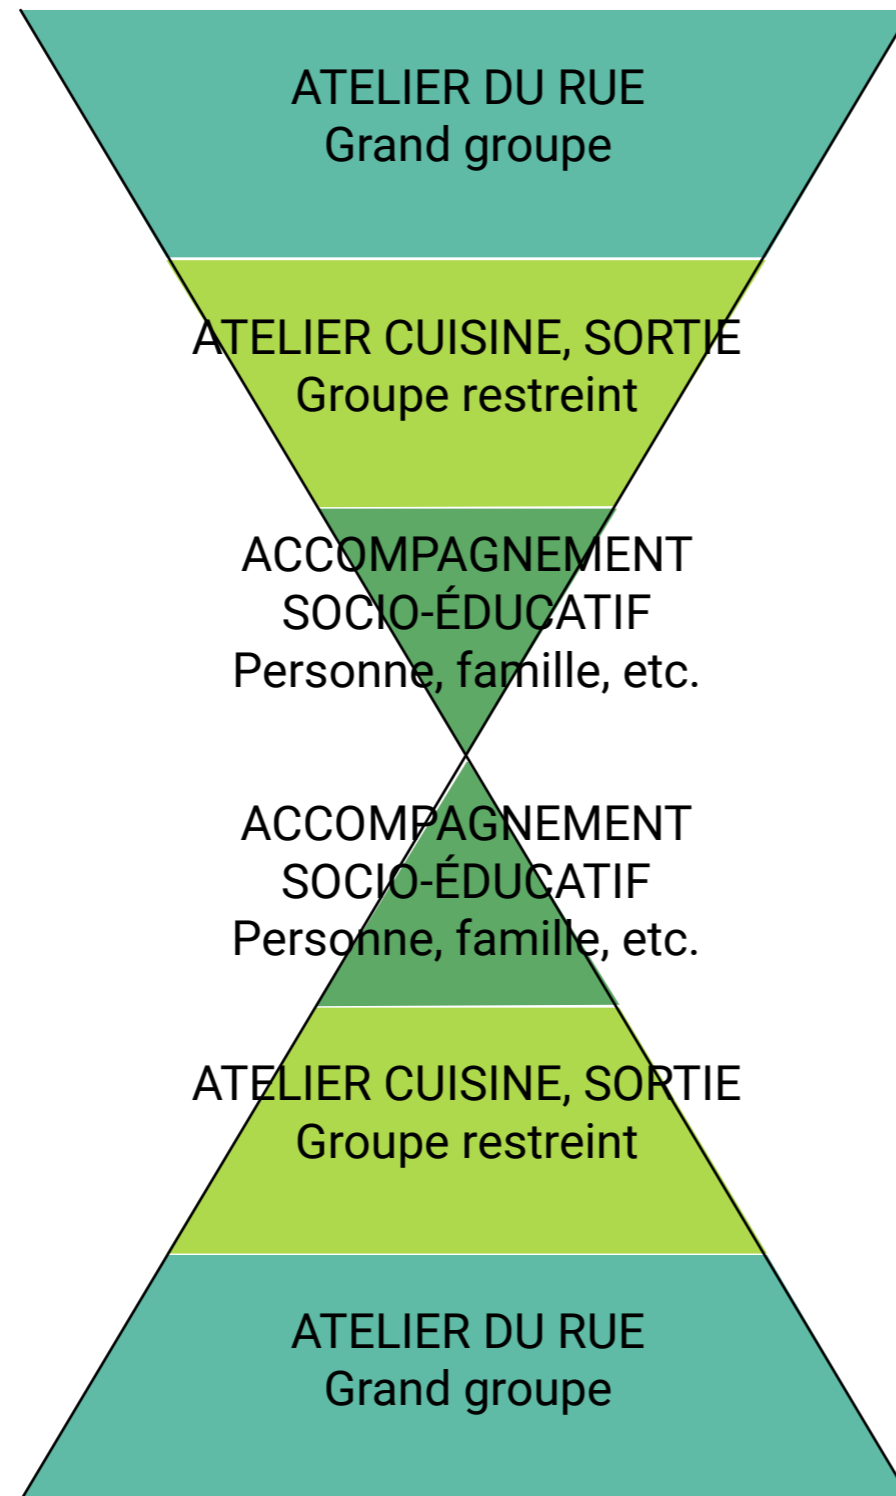 ATELIER DU RUE
Grand groupe
ATELIER CUISINE, SORTIE
Groupe restreint
ACCOMPAGNEMENT
SOCIO-ÉDUCATIF
Personne, famille, etc.
ACCOMPAGNEMENT
SOCIO-ÉDUCATIF
Personne, famille, etc.
ATELIER CUISINE, SORTIE
Groupe restreint
ATELIER DU RUE
Grand groupe